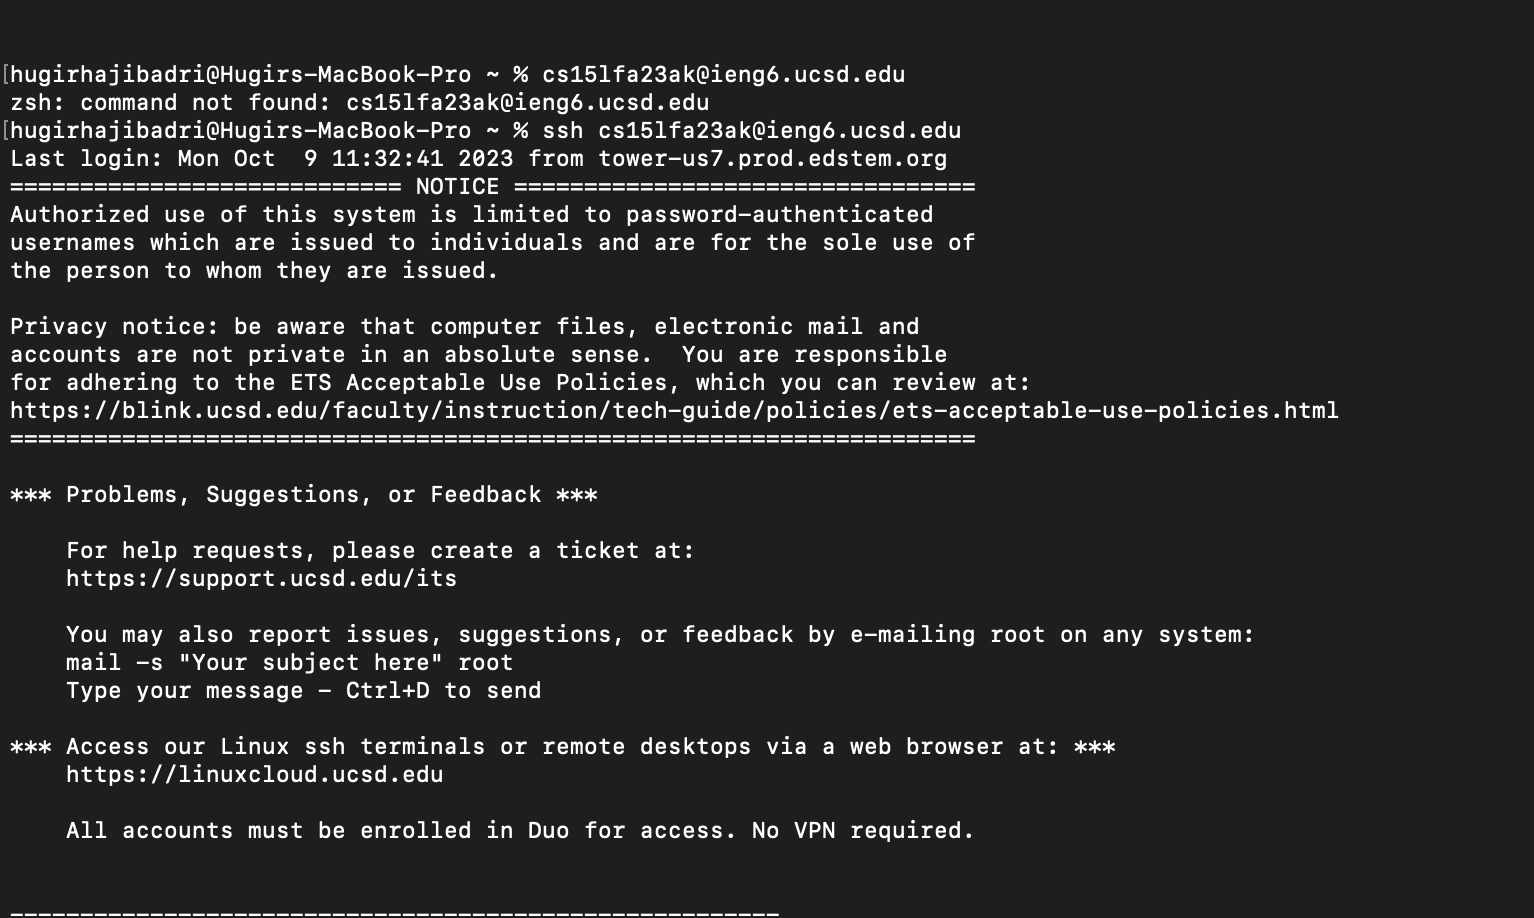 [hugirhajibadri@Hugirs-MacBook-Pro ~ % cs15lfa23ak@ieng6.ucsd.edu
zsh: command not found: cs15lfa23ak@ieng6.ucsd.edu
[hugirhajibadri@Hugirs-MacBook-Pro ~ % ssh cs15lfa23ak@ieng6.ucsd.edu
Last login: Mon Oct  9 11:32:41 2023 from tower-us7.prod.edstem.org
============================ NOTICE =================================
Authorized use of this system is limited to password-authenticated
usernames which are issued to individuals and are for the sole use of
the person to whom they are issued.

Privacy notice: be aware that computer files, electronic mail and
accounts are not private in an absolute sense.  You are responsible
for adhering to the ETS Acceptable Use Policies, which you can review at:
https://blink.ucsd.edu/faculty/instruction/tech-guide/policies/ets-acceptable-use-policies.html
=====================================================================

*** Problems, Suggestions, or Feedback ***

    For help requests, please create a ticket at:
    https://support.ucsd.edu/its

    You may also report issues, suggestions, or feedback by e-mailing root on any system:
    mail -s "Your subject here" root
    Type your message - Ctrl+D to send

*** Access our Linux ssh terminals or remote desktops via a web browser at: ***
    https://linuxcloud.ucsd.edu

    All accounts must be enrolled in Duo for access. No VPN required.